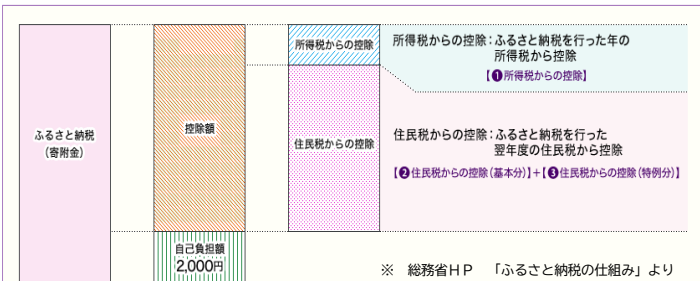 ふるさと納税
（寄附金）
控除額
自己負担額
2,000円
所得税からの控除
住民税からの控除
所得税からの控除：ふるさと納税を行った年の
所得税から控除
【❶所得税からの控除】
住民税からの控除：ふるさと納税を行った
翌年度の住民税から控除
【❷住民税からの控除（基本分）】＋【❸住民税からの控除（特例分）】
※　総務省ＨＰ　「ふるさと納税の仕組み」より